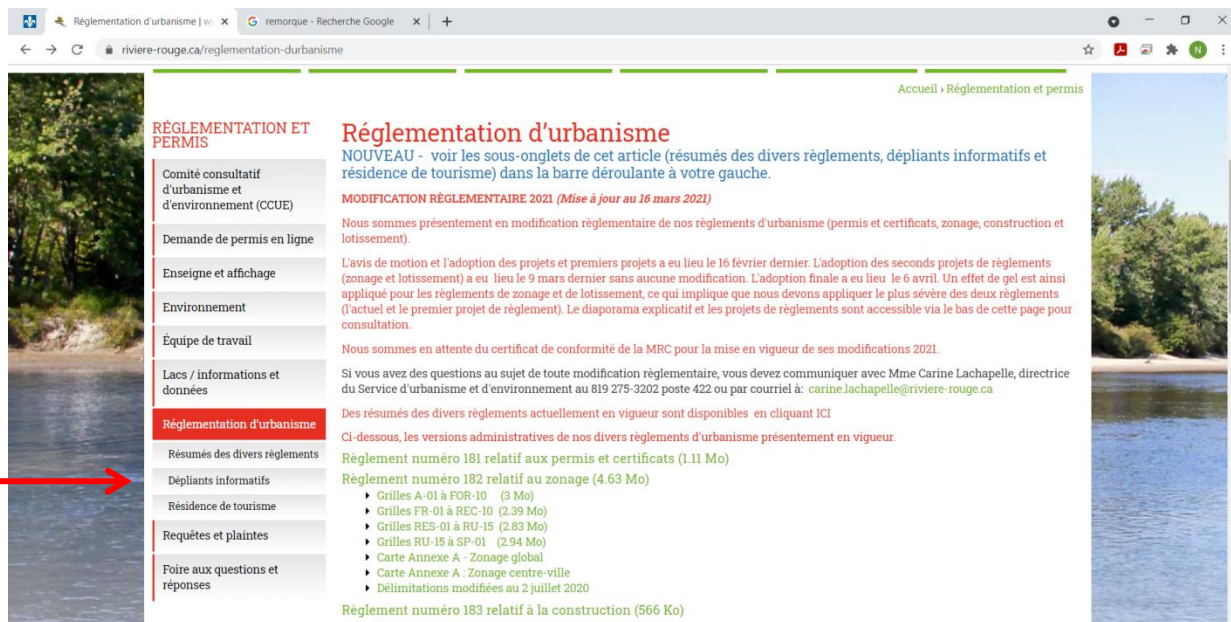 Réglementation d'urbanisme | w
remorque - Recherche Google
riviere-rouge.ca/reglementation-durbanisme
N
Accueil › Réglementation et permis
RÉGLEMENTATION ET
PERMIS
Comité consultatif
d'urbanisme et
d'environnement (CCUE)
Demande de permis en ligne
Enseigne et affichage
Environnement
Équipe de travail
Lacs / informations et
données
Réglementation d'urbanisme
Résumés des divers règlements
Dépliants informatifs
Résidence de tourisme
Requêtes et plaintes
Foire aux questions et
réponses
Réglementation d'urbanisme
NOUVEAU - voir les sous-onglets de cet article (résumés des divers règlements, dépliants informatifs et
résidence de tourisme) dans la barre déroulante à votre gauche.
MODIFICATION RÈGLEMENTAIRE 2021 (Mise à jour au 16 mars 2021)
Nous sommes présentement en modification règlementaire de nos règlements d'urbanisme (permis et certificats, zonage, construction et
lotissement).
L'avis de motion et l'adoption des projets et premiers projets a eu lieu le 16 février dernier. L'adoption des seconds projets de règlements
(zonage et lotissement) a eu lieu le 9 mars dernier sans aucune modification. L'adoption finale a eu lieu le 6 avril. Un effet de gel est ainsi
appliqué pour les règlements de zonage et de lotissement, ce qui implique que nous devons appliquer le plus sévère des deux règlements
(l'actuel et le premier projet de règlement). Le diaporama explicatif et les projets de règlements sont accessible via le bas de cette page pour
consultation.
Nous sommes en attente du certificat de conformité de la MRC pour la mise en vigueur de ses modifications 2021.
Si vous avez des questions au sujet de toute modification règlementaire, vous devez communiquer avec Mme Carine Lachapelle, directrice
du Service d'urbanisme et d'environnement au 819 275-3202 poste 422 ou par courriel à: carine.lachapelle@riviere-rouge.ca
Des résumés des divers règlements actuellement en vigueur sont disponibles en cliquant ICI
Ci-dessous, les versions administratives de nos divers règlements d'urbanisme présentement en vigueur.
Règlement numéro 181 relatif aux permis et certificats (1.11 Mo)
Règlement numéro 182 relatif au zonage (4.63 Mo)
Grilles A-01 à FOR-10 (3 Mo)
Grilles FR-01 à REC-10 (2.39 Mo)
Grilles RES-01 à RU-15 (2.83 Mo)
Grilles RU-15 à SP-01 (2.94 Mo)
Carte Annexe A - Zonage global
Carte Annexe A : Zonage centre-ville
Délimitations modifiées au 2 juillet 2020
Règlement numéro 183 relatif à la construction (566 Ko)